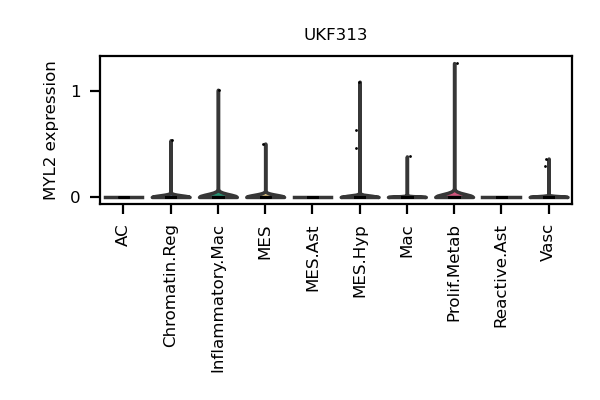 UKF313
MYL2 expression
1
0
AC
Chromatin.Reg
Inflammatory.Mac
MES
MES.Ast
MES.Hyp
Mac
Prolif.Metab
Reactive.Ast
Vasc